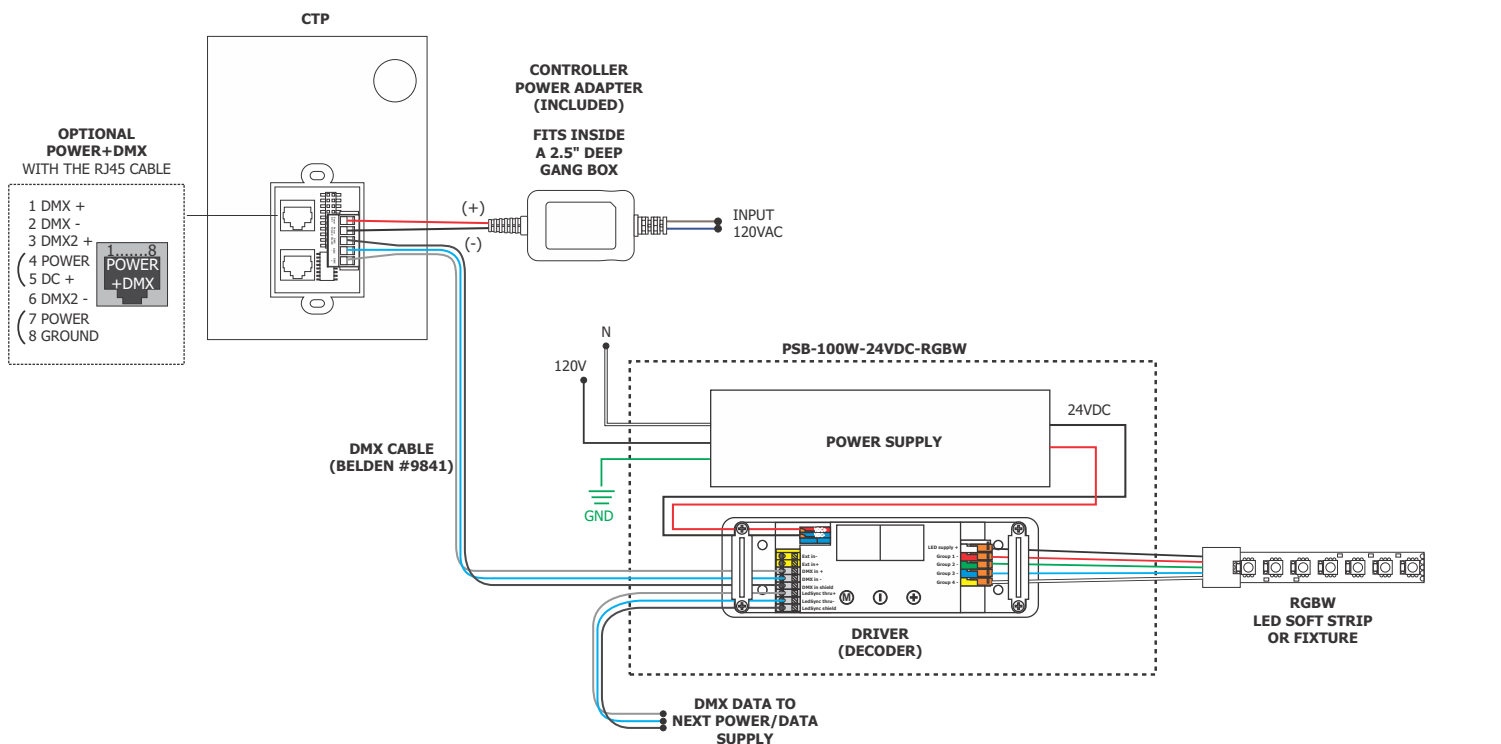 CTP
CONTROLLER
POWER ADAPTER
(INCLUDED)
FITS INSIDE
A 2.5" DEEP
GANG BOX
OPTIONAL
POWER+DMX
WITH THE RJ45 CABLE
1 DMX +
2 DMX -
3 DMX2 +
4 POWER
5 DC +
6 DMX2 -
7 POWER
8 GROUND
1.......8
POWER
+DMX
(+)
(-)
INPUT
120VAC
N
120V
PSB-100W-24VDC-RGBW
24VDC
POWER SUPPLY
DMX CABLE
(BELDEN #9841)
GND
Ext in-
Ext in+
DMX in +
DMX in -
DMX in shield
LedSync thru+
LedSync thru-
LedSync shield
M
I
+
LED supply +
Group 1 -
Group 2 -
Group 3 -
Group 4 -
DRIVER
(DECODER)
RGBW
LED SOFT STRIP
OR FIXTURE
DMX DATA TO
NEXT POWER/DATA
SUPPLY